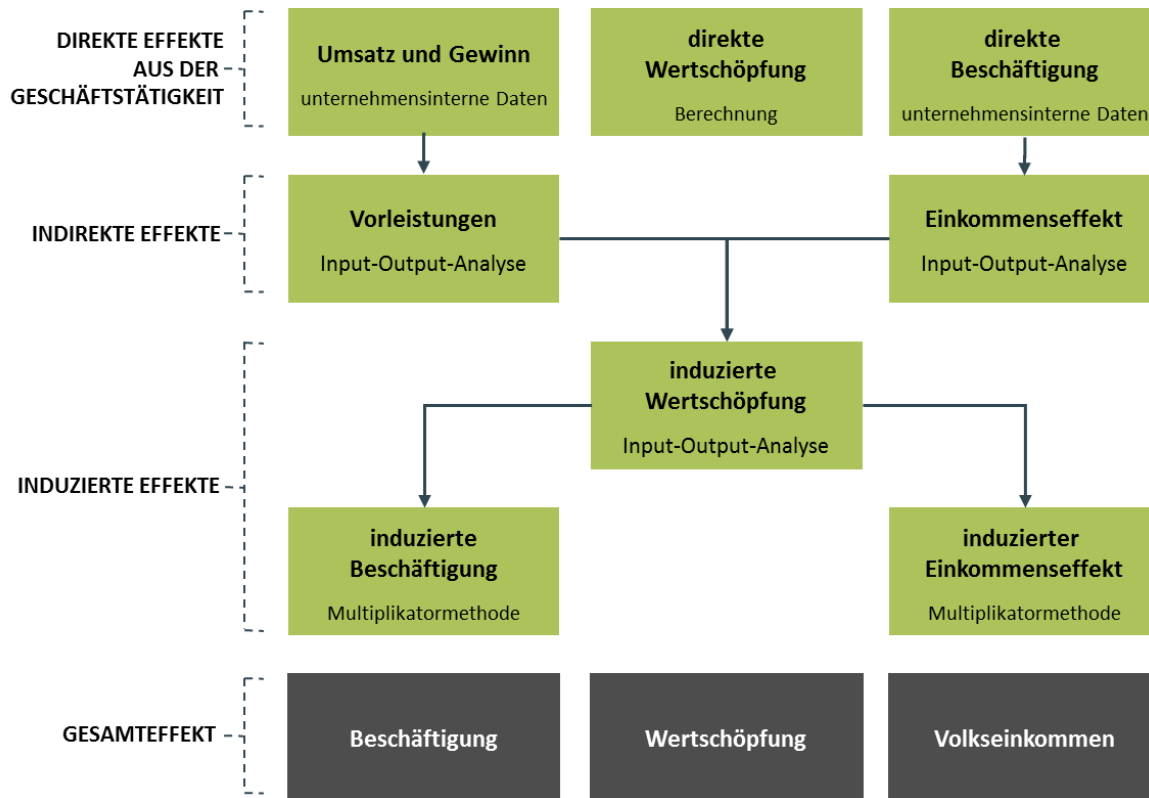 DIREKTE EFFEKTE
AUS DER
GESCHÄFTSTÄTIGKEIT
Umsatz und Gewinn
unternehmensinterne Daten
direkte
Wertschöpfung
Berechnung
direkte
Beschäftigung
unternehmensinterne Daten
INDIREKTE EFFEKTE
Vorleistungen
Input-Output-Analyse
Einkommenseffekt
Input-Output-Analyse
INDUZIERTE EFFEKTE
induzierte
Wertschöpfung
Input-Output-Analyse
induzierte
Beschäftigung
Multiplikatormethode
induzierter
Einkommenseffekt
Multiplikatormethode
GESAMTEFFEKT
Beschäftigung
Wertschöpfung
Volkseinkommen